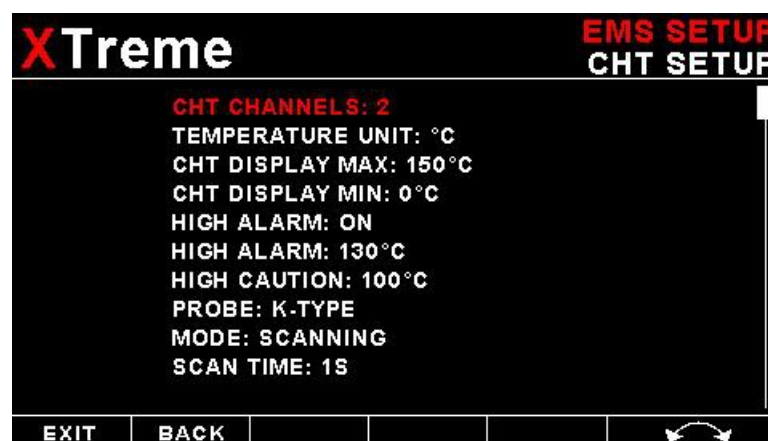 XTreme
EMS SETUP
CHT SETUP
CHT CHANNELS: 2
TEMPERATURE UNIT: °C
CHT DISPLAY MAX: 150°C
CHT DISPLAY MIN: 0°C
HIGH ALARM: ON
HIGH ALARM: 130°C
HIGH CAUTION: 100°C
PROBE: K-TYPE
MODE: SCANNING
SCAN TIME: 1S
EXIT BACK